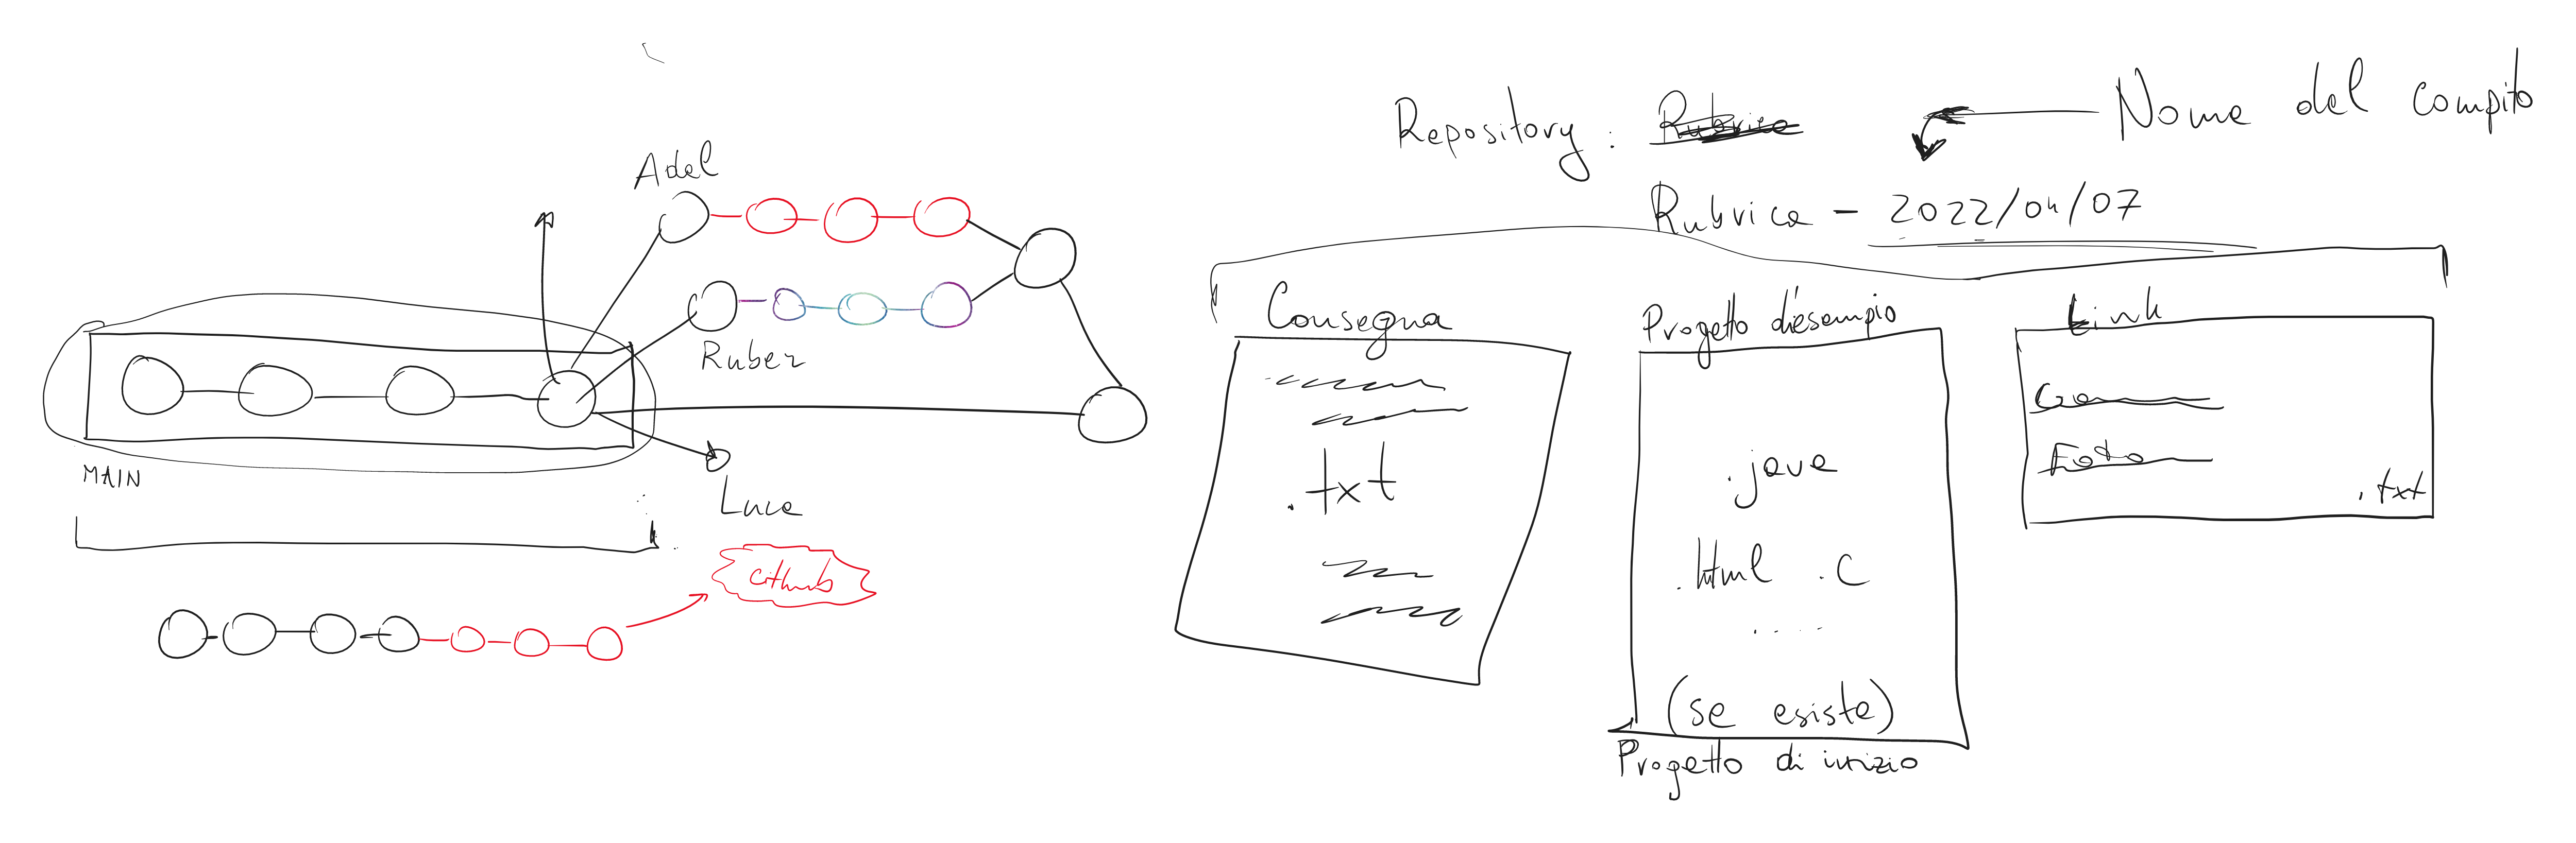 Adel
Ruben
MAIN
Luca
Github
Repository: Rubrica
Nome del compito
Rubrica - 2022/04/07
Consegna
.txt
Progetto d'esempio
.java
.html .c
....
(se esiste)
Progetto di inizio
Link
Foto
.txt